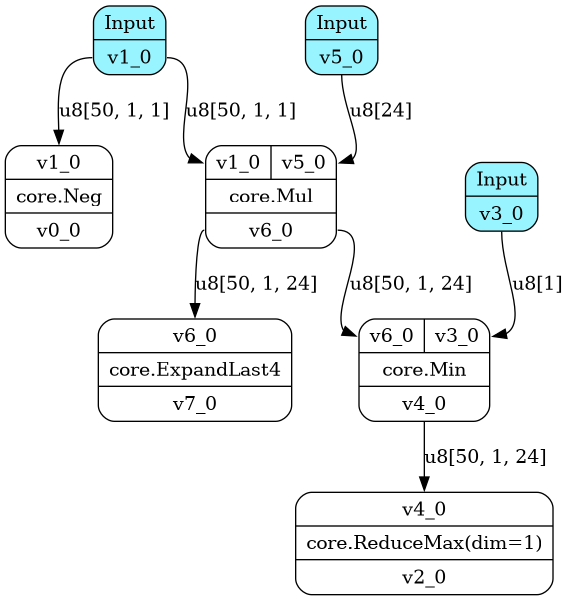 Input
v1_0
Input
v5_0
u8[50, 1, 1]
u8[50, 1, 1]
u8[24]
v1_0
core.Neg
v0_0
v1_0 v5_0
core.Mul
v6_0
Input
v3_0
u8[50, 1, 24]
u8[50, 1, 24]
u8[1]
v6_0
core.ExpandLast4
v7_0
v6_0 v3_0
core.Min
v4_0
u8[50, 1, 24]
v4_0
core.ReduceMax(dim=1)
v2_0